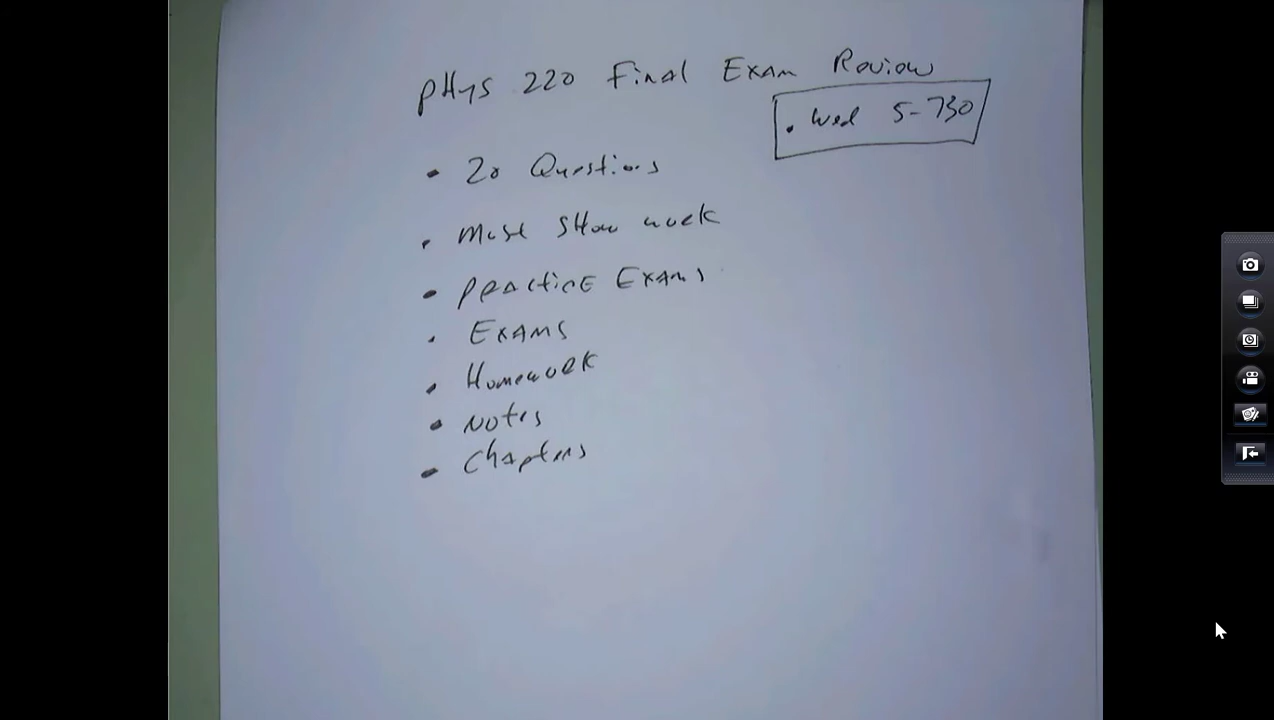 PHYS 220 Final Exam Review
• Wed 5-730
• 20 Questions
• Must Show work
• Practice Exams
• Exams
• Homework
• Notes
• Chapters